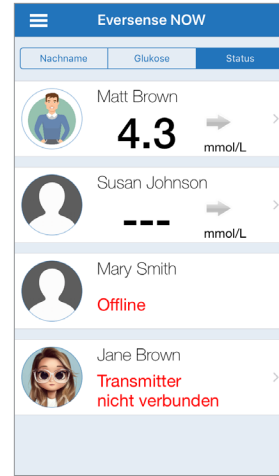 Eversense NOW
Nachname Glukose Status
Matt Brown
4.3
mmol/L
Susan Johnson
---
mmol/L
Mary Smith
Offline
Jane Brown
Transmitter
nicht verbunden